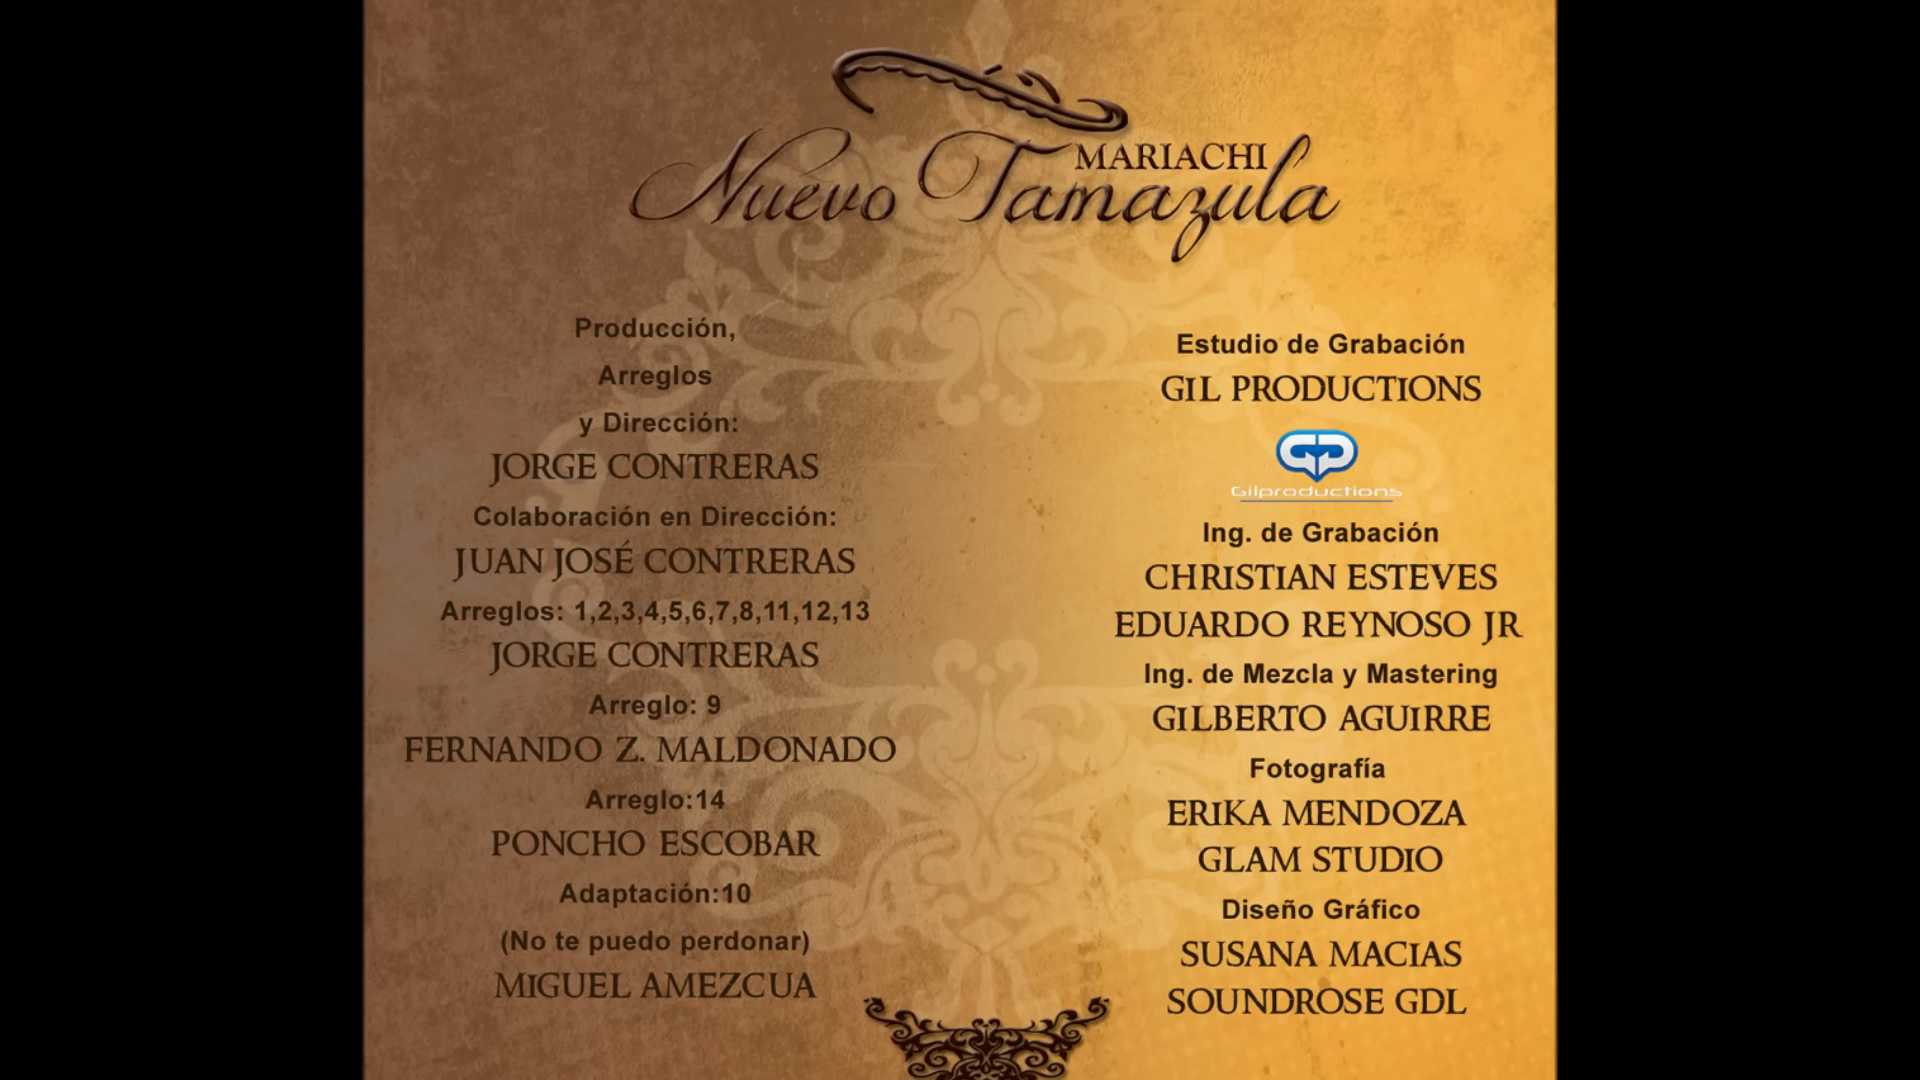 MARIACHI
Nuevo Tamazula
Producción,
Arreglos
y Dirección:
JORGE CONTRERAS
Colaboración en Dirección:
JUAN JOSÉ CONTRERAS
Arreglos: 1,2,3,4,5,6,7,8,11,12,13
JORGE CONTRERAS
Arreglo: 9
FERNANDO Z. MALDONADO
Arreglo:14
PONCHO ESCOBAR
Adaptación:10
(No te puedo perdonar)
MIGUEL AMEZCUA
Estudio de Grabación
GIL PRODUCTIONS
Gilproductions
Ing. de Grabación
CHRISTIAN ESTEVES
EDUARDO REYNOSO JR
Ing. de Mezcla y Mastering
GILBERTO AGUIRRE
Fotografía
ERIKA MENDOZA
GLAM STUDIO
Diseño Gráfico
SUSANA MACIAS
SOUNDROSE GDL